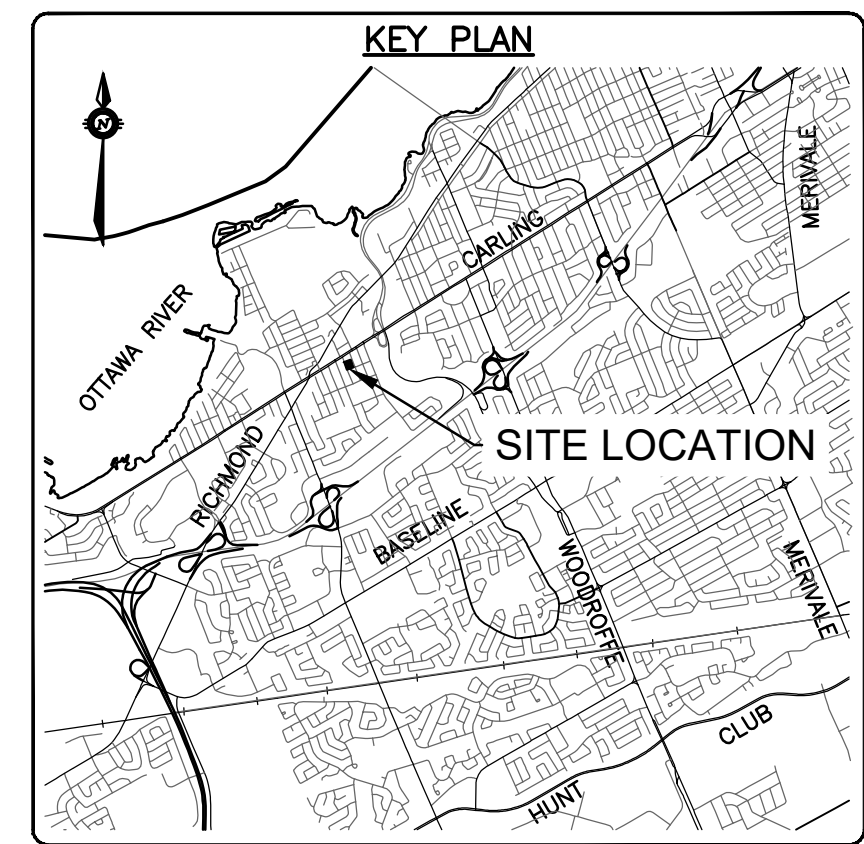 KEY PLAN
N
MERIVALE
CARLING
OTTAWA RIVER
SITE LOCATION
RICHMOND
BASELINE
WOODROFFE
MERIVALE
CLUB
HUNT